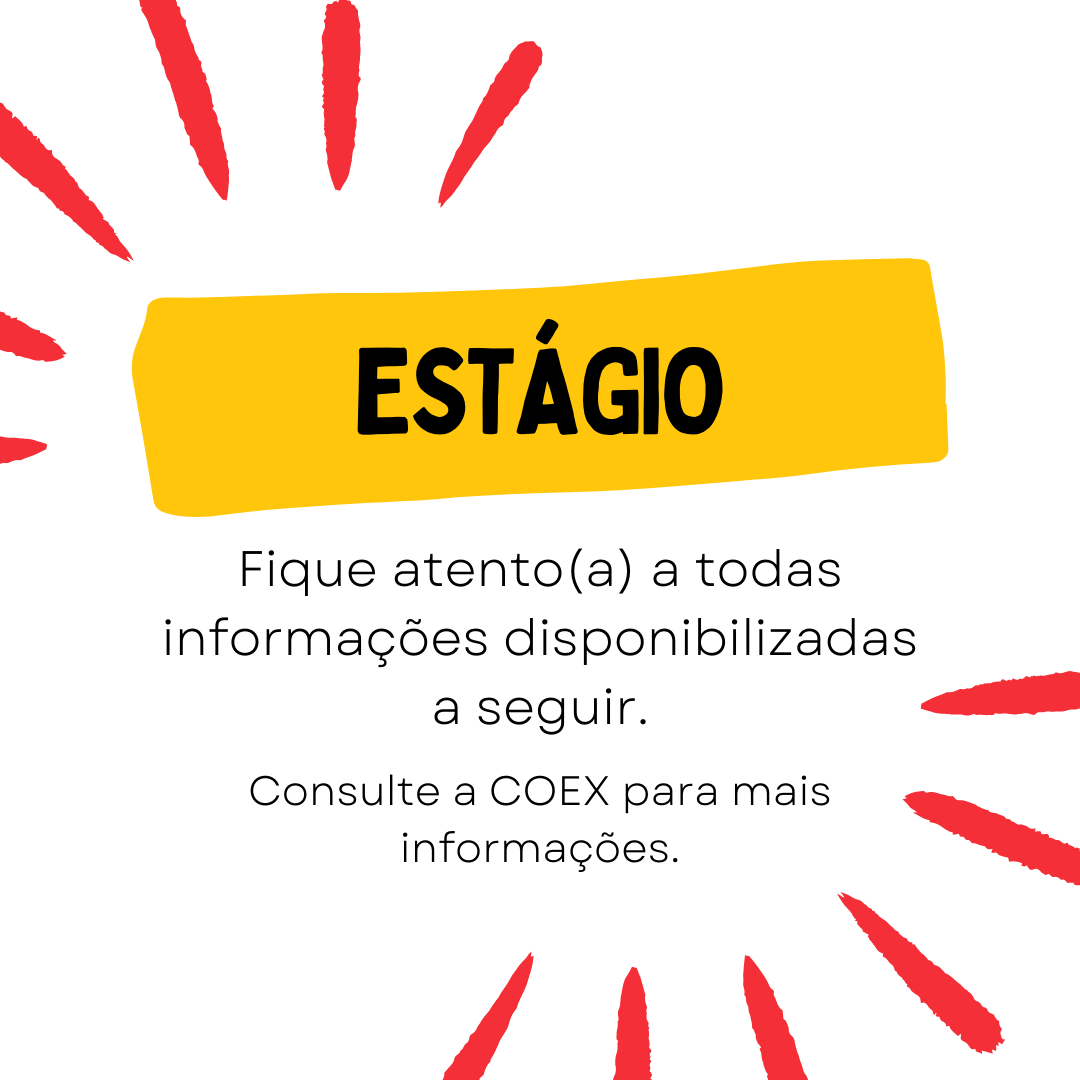 ESTÁGIO
Fique atento(a) a todas
informações disponibilizadas
a seguir.
Consulte a COEX para mais
informações.